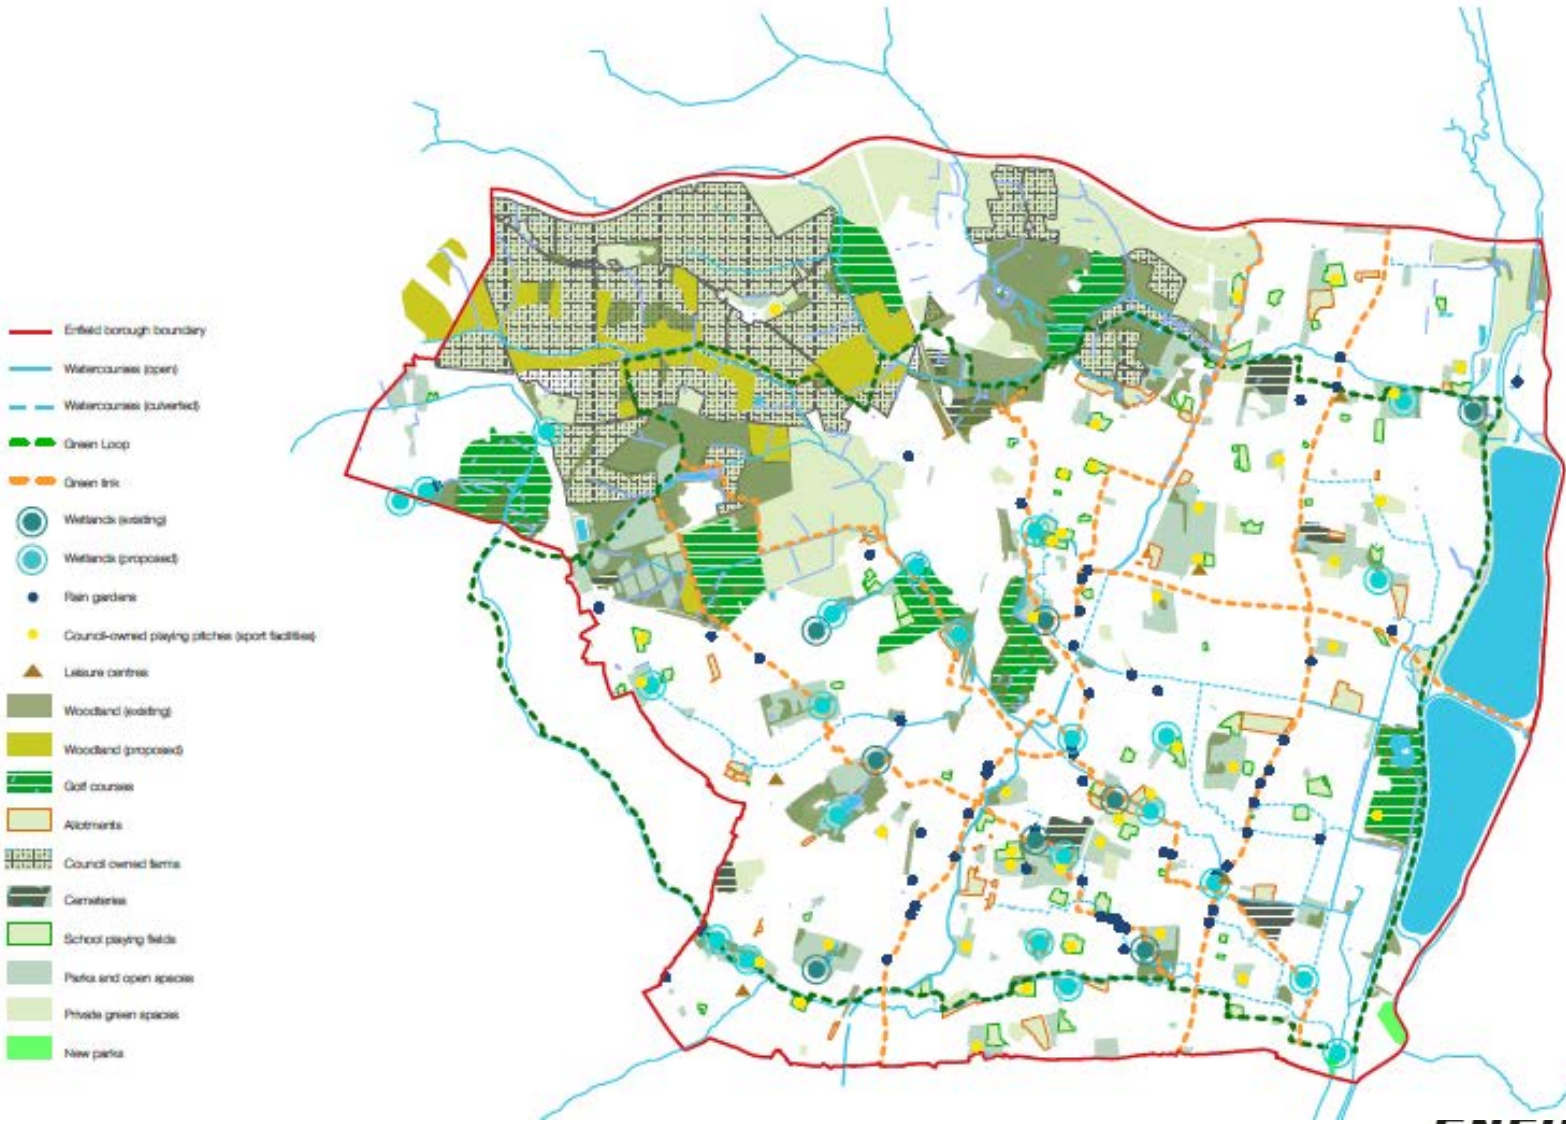 Enfield borough boundary
Watercourses (open)
Watercourses (culverted)
Green Loop
Green link
Wetlands (existing)
Wetlands (proposed)
Rain gardens
Council-owned playing pitches (sport facilities)
Leisure centres
Woodland (existing)
Woodland (proposed)
Golf courses
Allotments
Council owned farms
Cemeteries
School playing fields
Parks and open spaces
Private green spaces
New parks